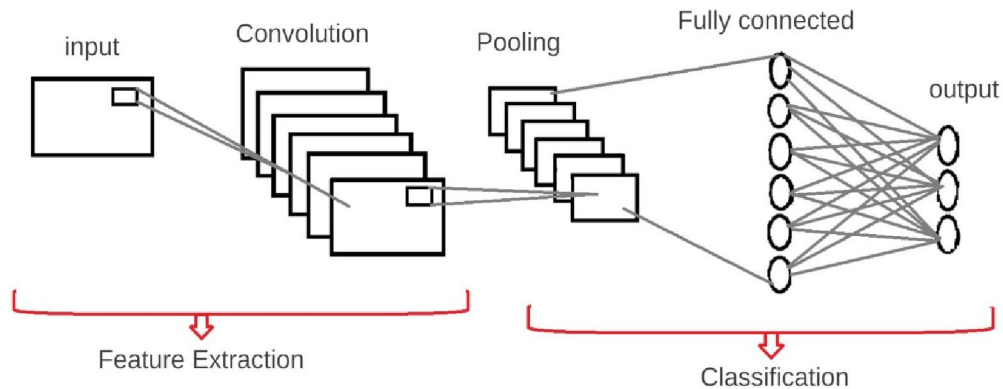 input
Convolution
Pooling
Fully connected
output
Feature Extraction
Classification